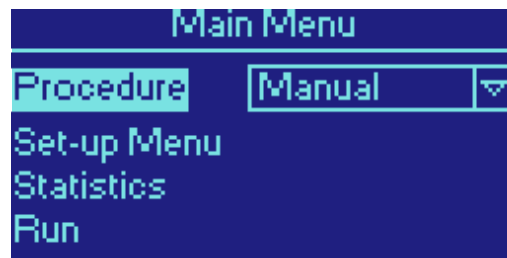 Main Menu
Procedure Manual
Set-up Menu
Statistics
Run